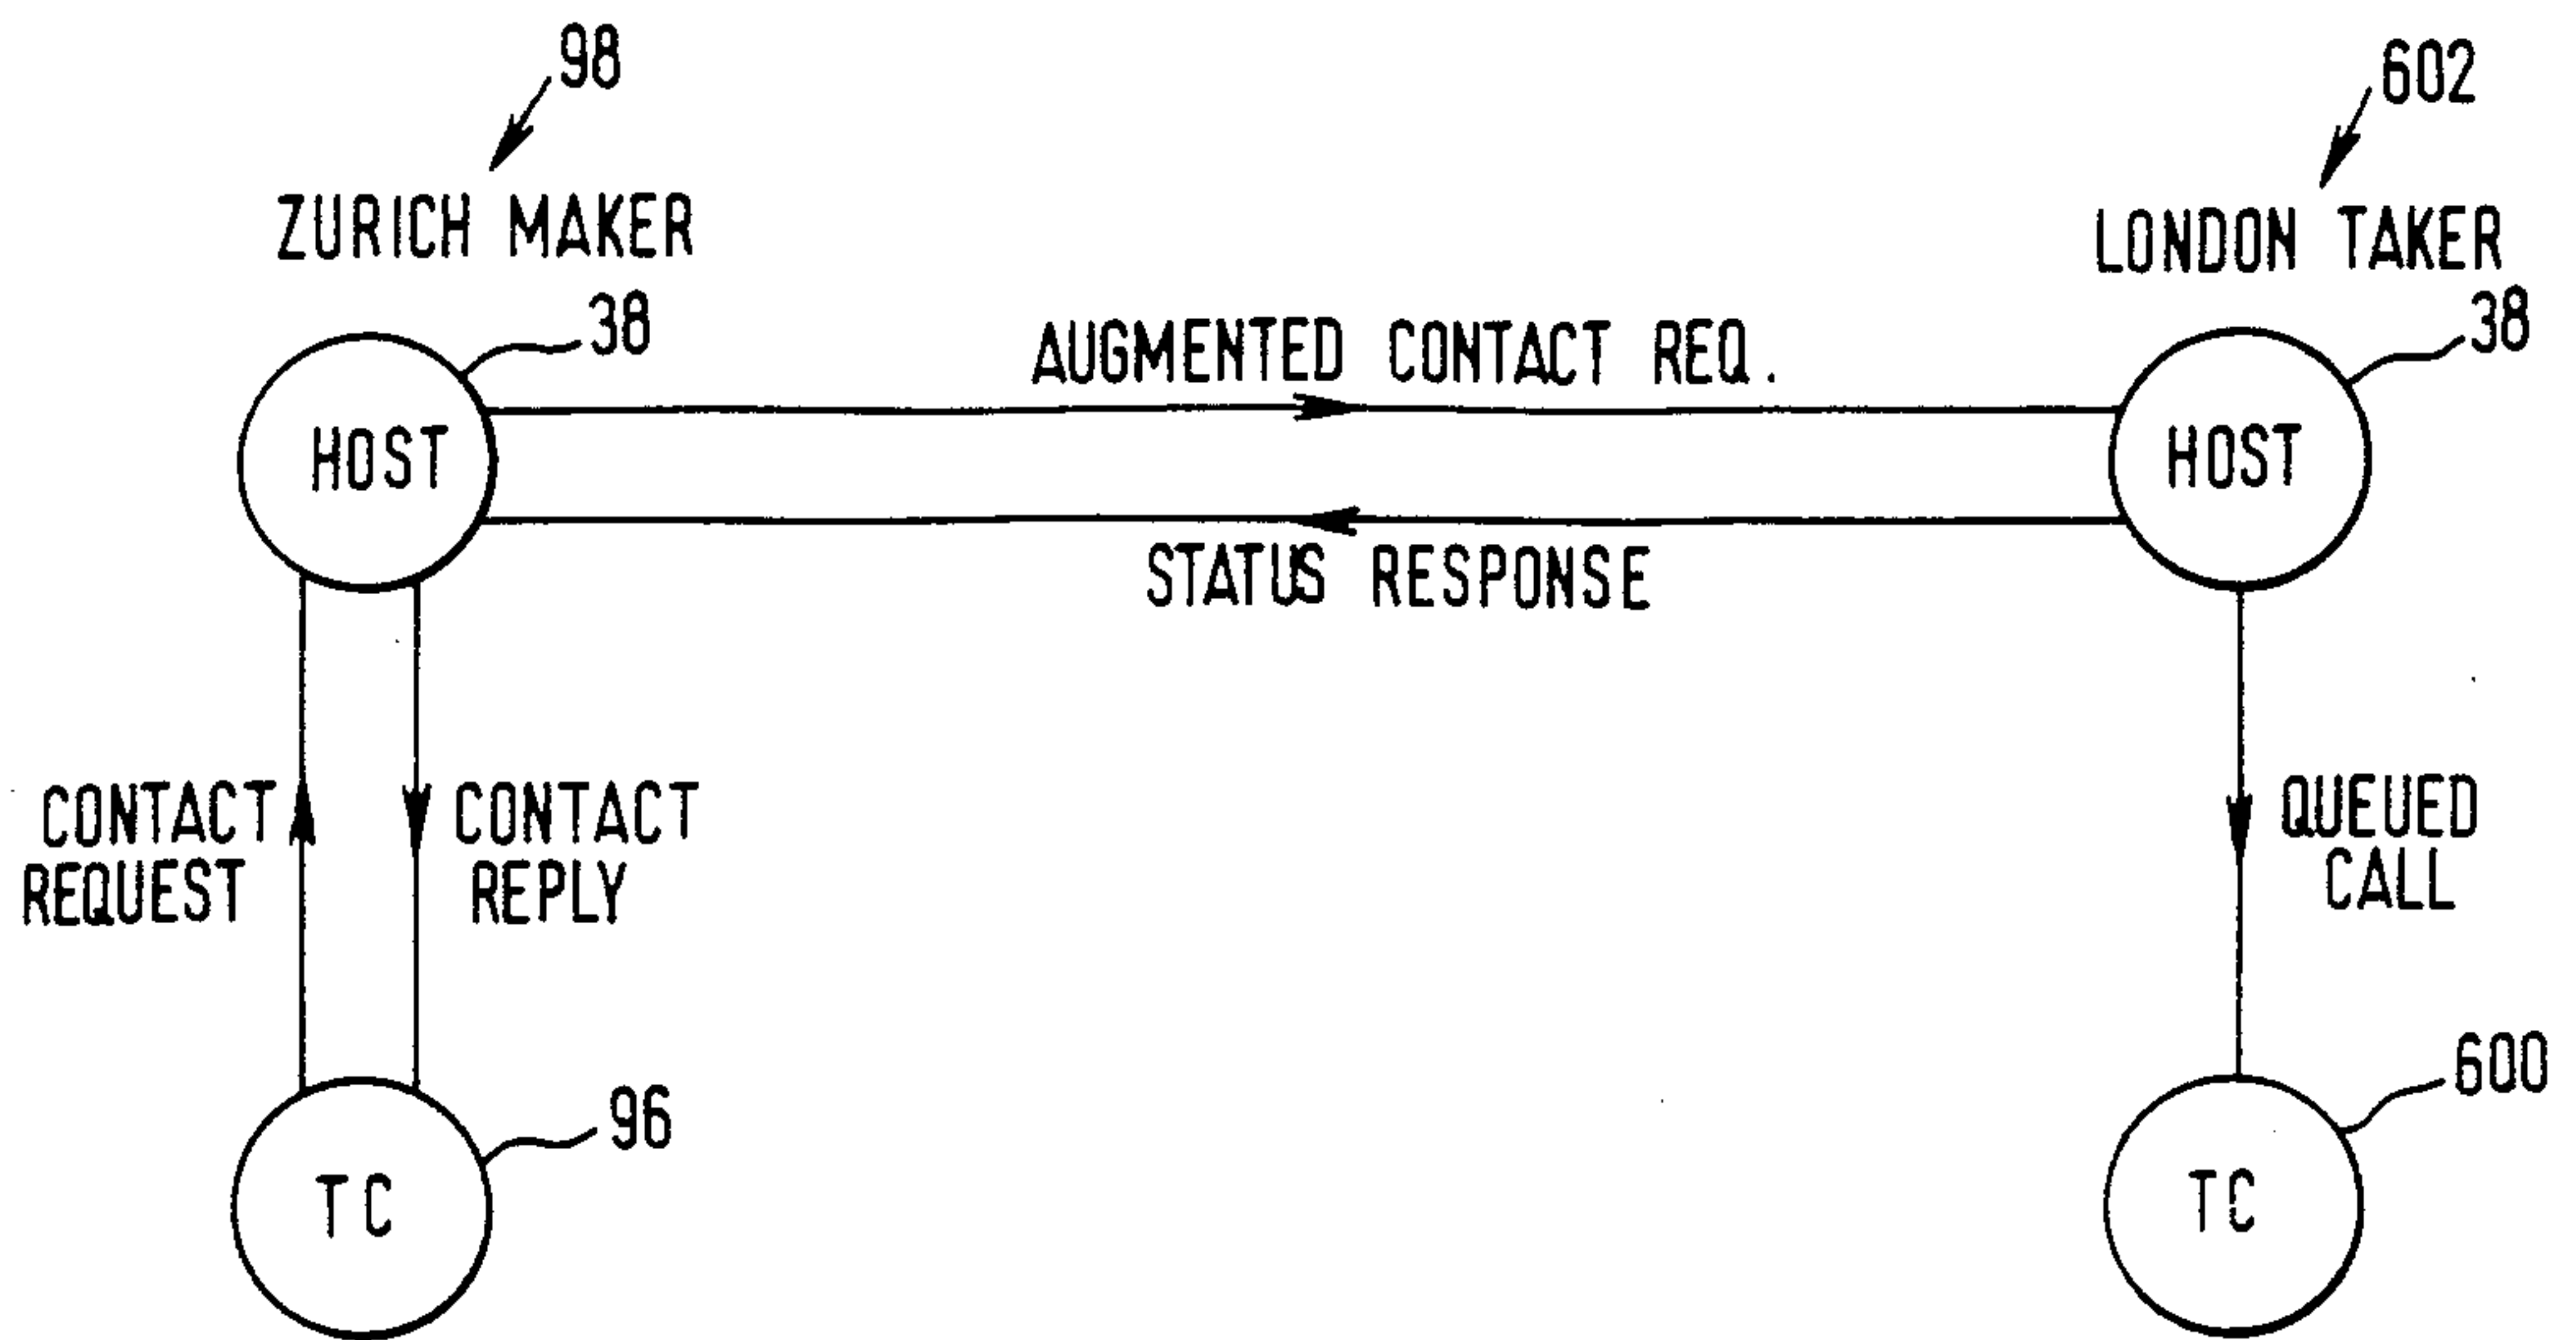 98
602
ZURICH MAKER
LONDON TAKER
38
38
AUGMENTED CONTACT REQ.
HOST
HOST
STATUS RESPONSE
CONTACT
REQUEST
CONTACT
REPLY
QUEUED
CALL
96
600
TC
TC